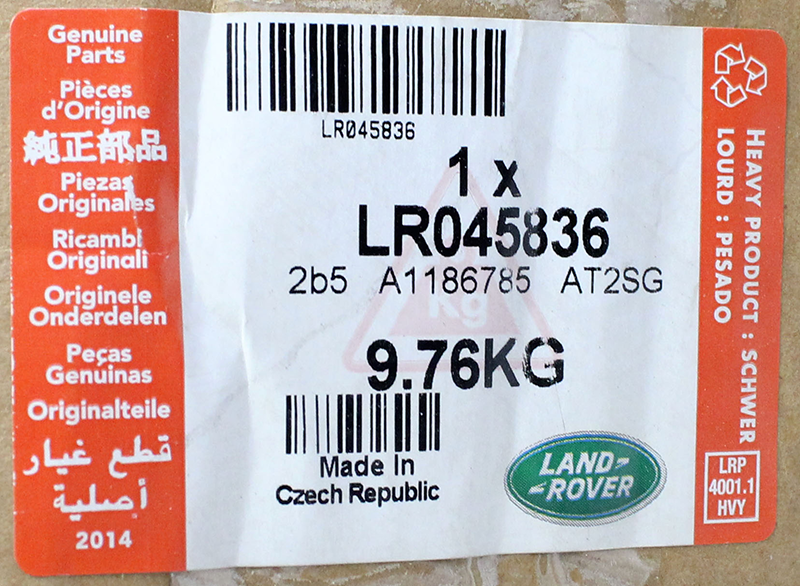 Genuine
Parts
Pièces
d'Origine
純正部品
Piezas
Originales
Ricambi
Originali
Originele
Onderdelen
Peças
Genuinas
Originalteile
قطع غيار
أصلية
2014
LR045836
1 x
LR045836
2b5 A1186785 AT2SG
Kg
9.76KG
Made In
Czech Republic
LAND-
-ROVER
HEAVY PRODUCT : SCHWER
LOURD : PESADO
LRP
4001.1
HVY